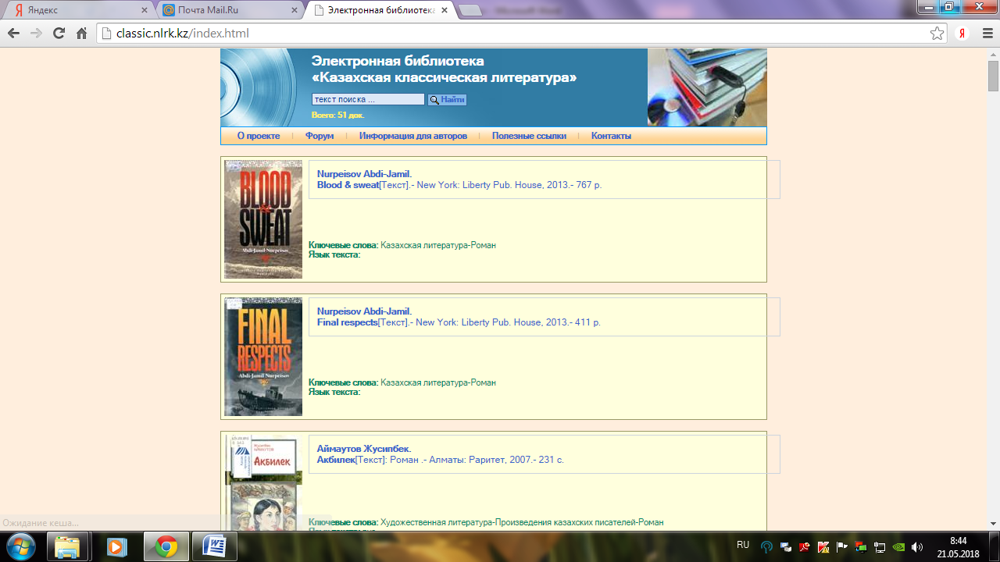 Яндекс
Почта Mail.Ru
Электронная библиотека
classic.nlrk.kz/index.html
Электронная библиотека
«Казахская классическая литература»
текст поиска ...
Найти
Всего: 51 док.
О проекте
Форум
Информация для авторов
Полезные ссылки
Контакты
BLOOD
SWEAT
Abdi-Jamil Nurpeisov
Nurpeisov Abdi-Jamil.
Blood & sweat[Текст].- New York: Liberty Pub. House, 2013.- 767 p.
Ключевые слова: Казахская литература-Роман
Язык текста:
FINAL
RESPECTS
Abdi-Jamil Nurpeisov
Nurpeisov Abdi-Jamil.
Final respects[Текст].- New York: Liberty Pub. House, 2013.- 411 p.
Ключевые слова: Казахская литература-Роман
Язык текста:
Жүсіпбек
АЙМАУТОВ
Акбилек
Аймаутов Жусипбек.
Акбилек[Текст]: Роман .- Алматы: Раритет, 2007.- 231 с.
Ключевые слова: Художественная литература-Произведения казахских писателей-Роман
Ожидание кеша...
RU
8:44
21.05.2018